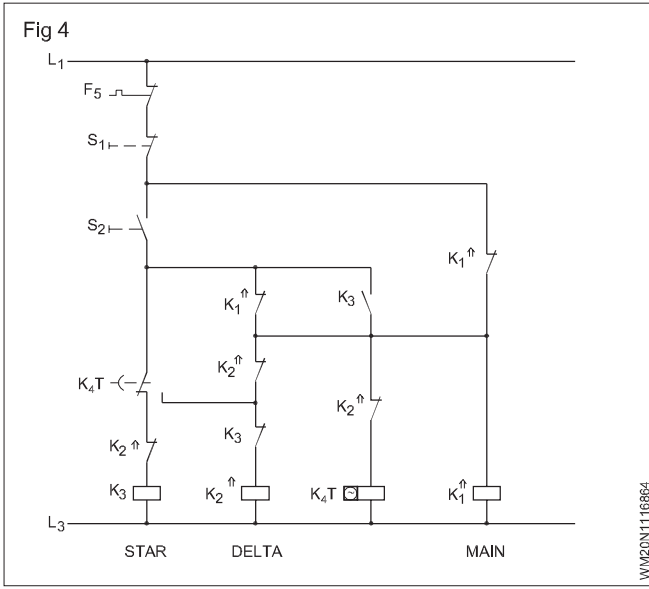 Fig 4
L1
F5
S1
S2
K1
K1
K3
K2
K4T
K2
K3
K2
K3
K2
K4T
K1
L3
STAR
DELTA
MAIN
WM20N1116864